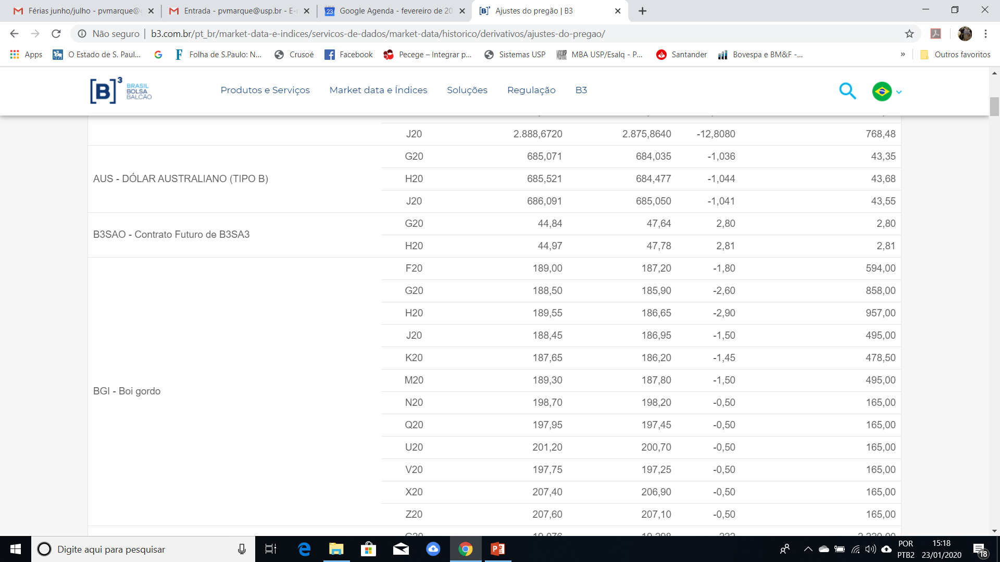 Férias junho/julho - pvmarque@g
Entrada - pvmarque@usp.br - E-
Google Agenda - fevereiro de 20
Ajustes do pregão | B3
Não seguro | b3.com.br/pt_br/market-data-e-indices/servicos-de-dados/market-data/historico/derivativos/ajustes-do-pregao/
Apps O Estado de S. Paul... Folha de S.Paulo: N... Crusoé Facebook Pecege – Integrar p... Sistemas USP MBA USP/Esalq - P... Santander Bovespa e BM&F -... » Outros favoritos
[B]³ BRASIL
BOLSA
BALCÃO
Produtos e Serviços Market data e Índices Soluções Regulação B3
J20 2.888,6720 2.875,8640 -12,8080 768,48
AUS - DÓLAR AUSTRALIANO (TIPO B)
G20 685,071 684,035 -1,036 43,35
H20 685,521 684,477 -1,044 43,68
J20 686,091 685,050 -1,041 43,55
B3SAO - Contrato Futuro de B3SA3
G20 44,84 47,64 2,80 2,80
H20 44,97 47,78 2,81 2,81
BGI - Boi gordo
F20 189,00 187,20 -1,80 594,00
G20 188,50 185,90 -2,60 858,00
H20 189,55 186,65 -2,90 957,00
J20 188,45 186,95 -1,50 495,00
K20 187,65 186,20 -1,45 478,50
M20 189,30 187,80 -1,50 495,00
N20 198,70 198,20 -0,50 165,00
Q20 197,95 197,45 -0,50 165,00
U20 201,20 200,70 -0,50 165,00
V20 197,75 197,25 -0,50 165,00
X20 207,40 206,90 -0,50 165,00
Z20 207,60 207,10 -0,50 165,00
Digite aqui para pesquisar
POR
PTB2
15:18
23/01/2020
18